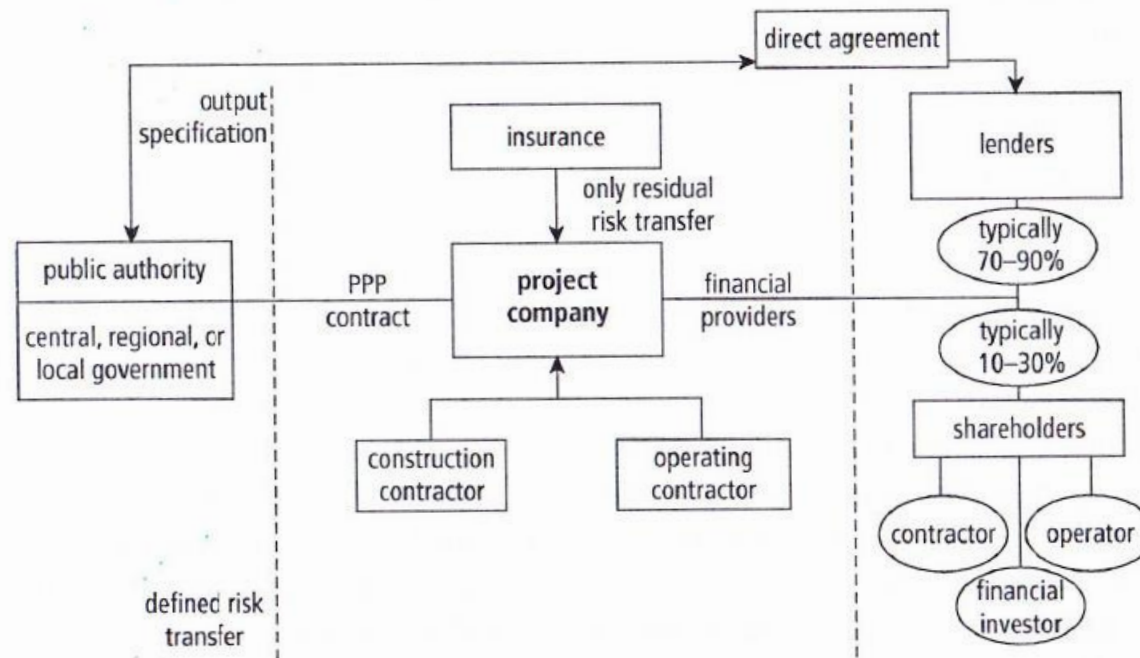 direct agreement
output
specification
insurance
lenders
only residual
risk transfer
typically
70–90%
public authority
central, regional, or
local government
PPP
contract
project
company
financial
providers
typically
10–30%
shareholders
construction
contractor
operating
contractor
contractor
operator
financial
investor
defined risk
transfer